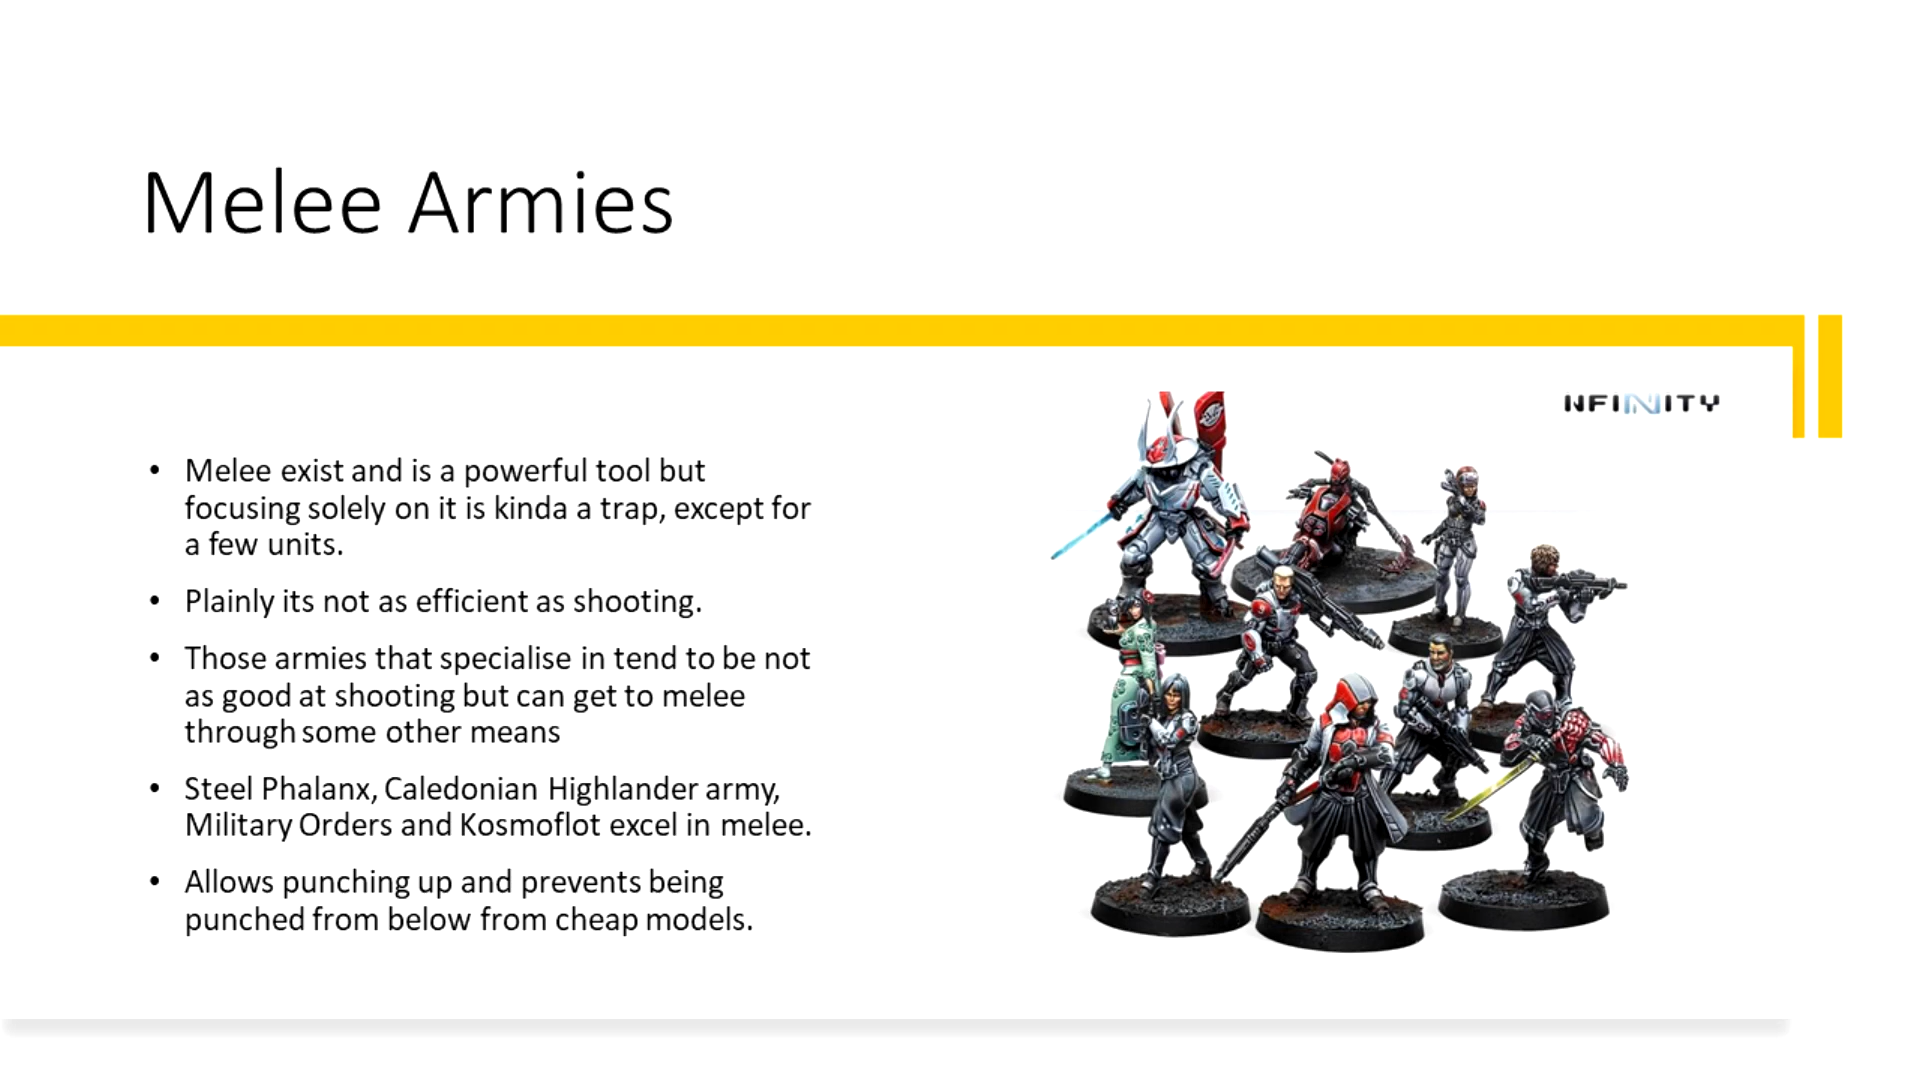 Melee Armies
INFINITY
• Melee exist and is a powerful tool but
focusing solely on it is kinda a trap, except for
a few units.
• Plainly its not as efficient as shooting.
• Those armies that specialise in tend to be not
as good at shooting but can get to melee
through some other means
• Steel Phalanx, Caledonian Highlander army,
Military Orders and Kosmoflot excel in melee.
• Allows punching up and prevents being
punched from below from cheap models.